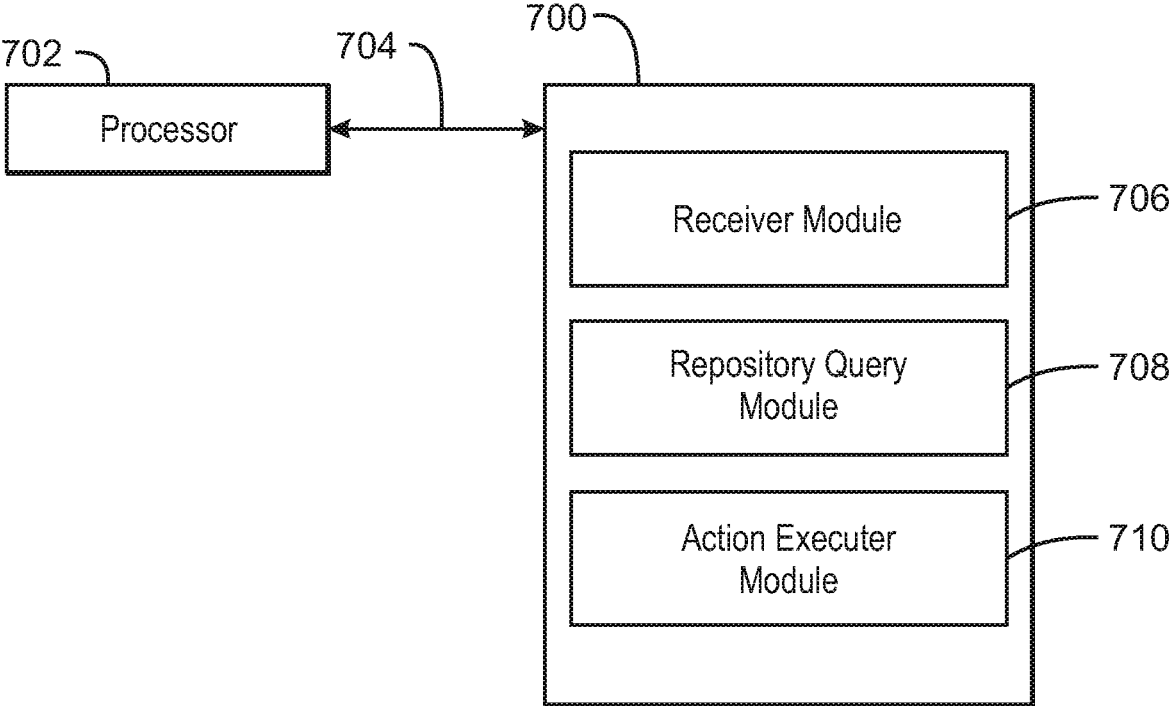 700
702
704
Processor
706
Receiver Module
708
Repository Query
Module
710
Action Executer
Module